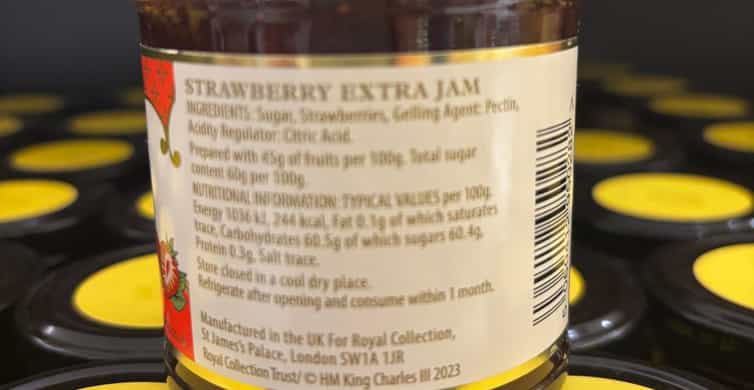 STRAWBERRY EXTRA JAM
INGREDIENTS: Sugar, Strawberries, Gelling Agent: Pectin,
Acidity Regulator: Citric Acid.
Prepared with 45g of fruits per 100g. Total sugar
content 60g per 100g.
NUTRITIONAL INFORMATION: TYPICAL VALUES per 100g.
Energy 1036 kJ, 244 kcal, Fat 0.1g of which saturates
trace, Carbohydrates 60.5g of which sugars 60.4g,
Protein 0.3g, Salt trace.
Store closed in a cool dry place.
Refrigerate after opening and consume within 1 month.
Manufactured in the UK For Royal Collection,
St James's Palace, London SW1A 1JR
Royal Collection Trust/ © HM King Charles III 2023